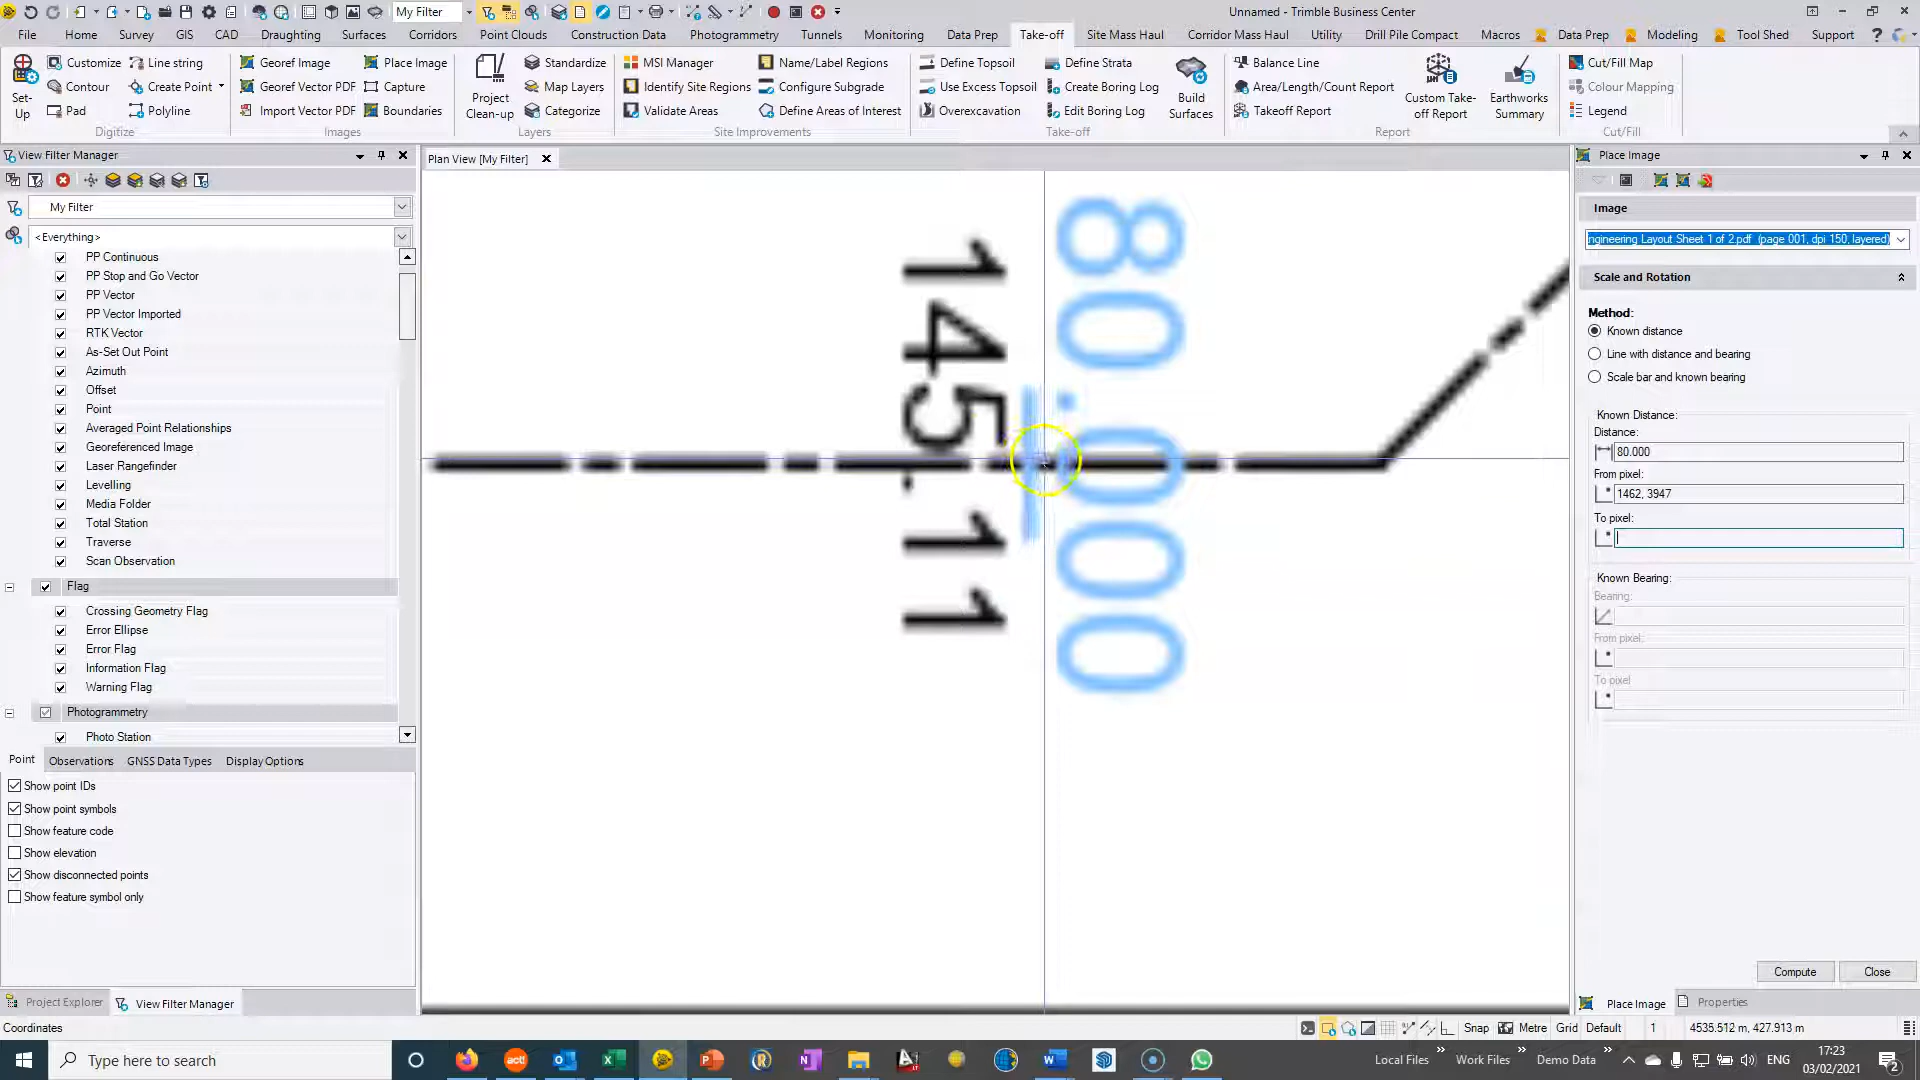 My Filter
Unnamed - Trimble Business Center
File Home Survey GIS CAD Draughting Surfaces Corridors Point Clouds Construction Data Photogrammetry Tunnels Monitoring Data Prep Take-off Site Mass Haul Corridor Mass Haul Utility Drill Pile Compact Macros Data Prep Modeling Tool Shed Support
Set-Up
Customize Line string
Contour Create Point
Pad Polyline
Digitize
Georef Image Place Image
Georef Vector PDF Capture
Import Vector PDF Boundaries
Images
Project Clean-up
Standardize
Map Layers
Categorize
Layers
MSI Manager Name/Label Regions
Identify Site Regions Configure Subgrade
Validate Areas Define Areas of Interest
Site Improvements
Define Topsoil Define Strata
Use Excess Topsoil Create Boring Log
Overexcavation Edit Boring Log
Build Surfaces
Take-off
Balance Line
Area/Length/Count Report
Takeoff Report
Custom Take-off Report
Earthworks Summary
Report
Cut/Fill Map
Colour Mapping
Legend
Cut/Fill
View Filter Manager
My Filter
<Everything>
PP Continuous
PP Stop and Go Vector
PP Vector
PP Vector Imported
RTK Vector
As-Set Out Point
Azimuth
Offset
Point
Averaged Point Relationships
Georeferenced Image
Laser Rangefinder
Levelling
Media Folder
Total Station
Traverse
Scan Observation
Flag
Crossing Geometry Flag
Error Ellipse
Error Flag
Information Flag
Warning Flag
Photogrammetry
Photo Station
Point Observations GNSS Data Types Display Options
Show point IDs
Show point symbols
Show feature code
Show elevation
Show disconnected points
Show feature symbol only
Project Explorer View Filter Manager
Plan View [My Filter]
145.111
80.000
Place Image
Image
ngineering Layout Sheet 1 of 2.pdf (page 001, dpi 150, layered)
Scale and Rotation
Method:
Known distance
Line with distance and bearing
Scale bar and known bearing
Known Distance:
Distance:
80.000
From pixel:
1462, 3947
To pixel:
Known Bearing:
Bearing:
From pixel:
To pixel
Compute Close
Place Image Properties
Coordinates
Snap Metre Grid Default 1 4535.512 m, 427.913 m
Type here to search
act!
Local Files Work Files Demo Data
ENG
17:23
03/02/2021
2